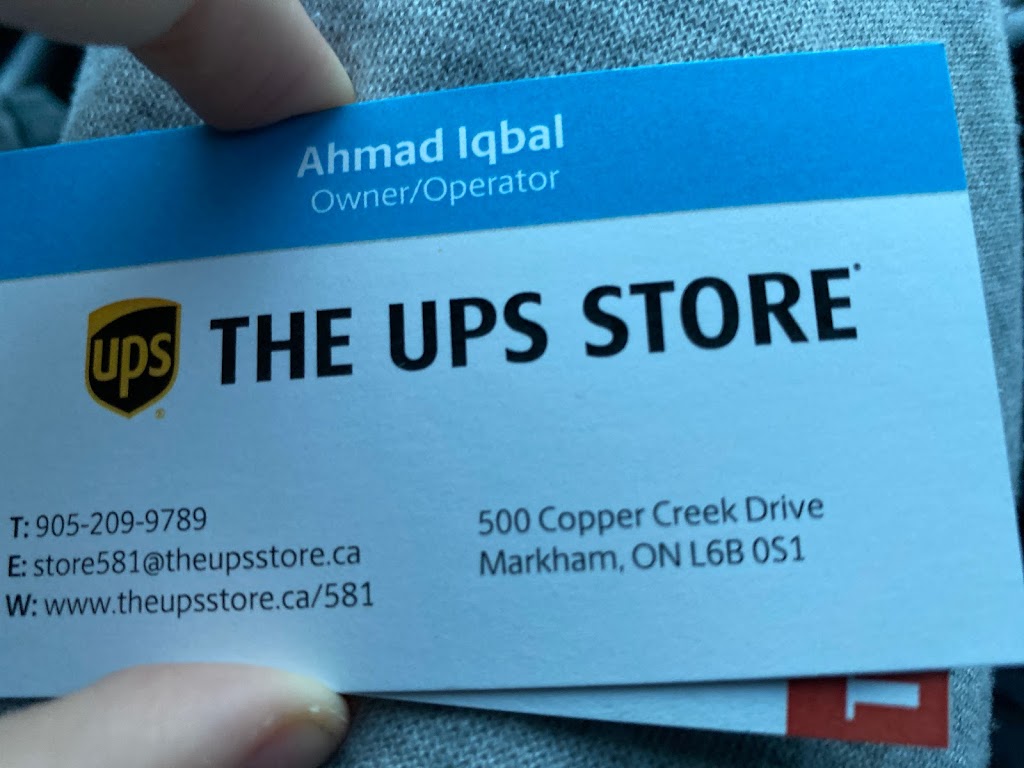 Ahmad Iqbal
Owner/Operator
ups
THE UPS STORE
T: 905-209-9789
E: store581@theupsstore.ca
W: www.theupsstore.ca/581
500 Copper Creek Drive
Markham, ON L6B 0S1